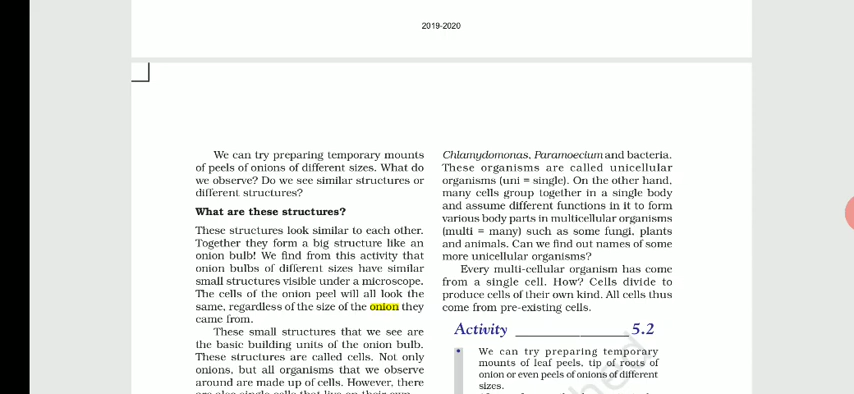 2019-2020
We can try preparing temporary mounts
of peels of onions of different sizes. What do
we observe? Do we see similar structures or
different structures?
What are these structures?
These structures look similar to each other.
Together they form a big structure like an
onion bulb! We find from this activity that
onion bulbs of different sizes have similar
small structures visible under a microscope.
The cells of the onion peel will all look the
same, regardless of the size of the onion they
came from.
These small structures that we see are
the basic building units of the onion bulb.
These structures are called cells. Not only
onions, but all organisms that we observe
around are made up of cells. However, there
are also single cells that live on their own.
Chlamydomonas, Paramoecium and bacteria.
These organisms are called unicellular
organisms (uni = single). On the other hand,
many cells group together in a single body
and assume different functions in it to form
various body parts in multicellular organisms
(multi = many) such as some fungi, plants
and animals. Can we find out names of some
more unicellular organisms?
Every multi-cellular organism has come
from a single cell. How? Cells divide to
produce cells of their own kind. All cells thus
come from pre-existing cells.
Activity ______________ 5.2
• We can try preparing temporary
mounts of leaf peels, tip of roots of
onion or even peels of onions of different
sizes.